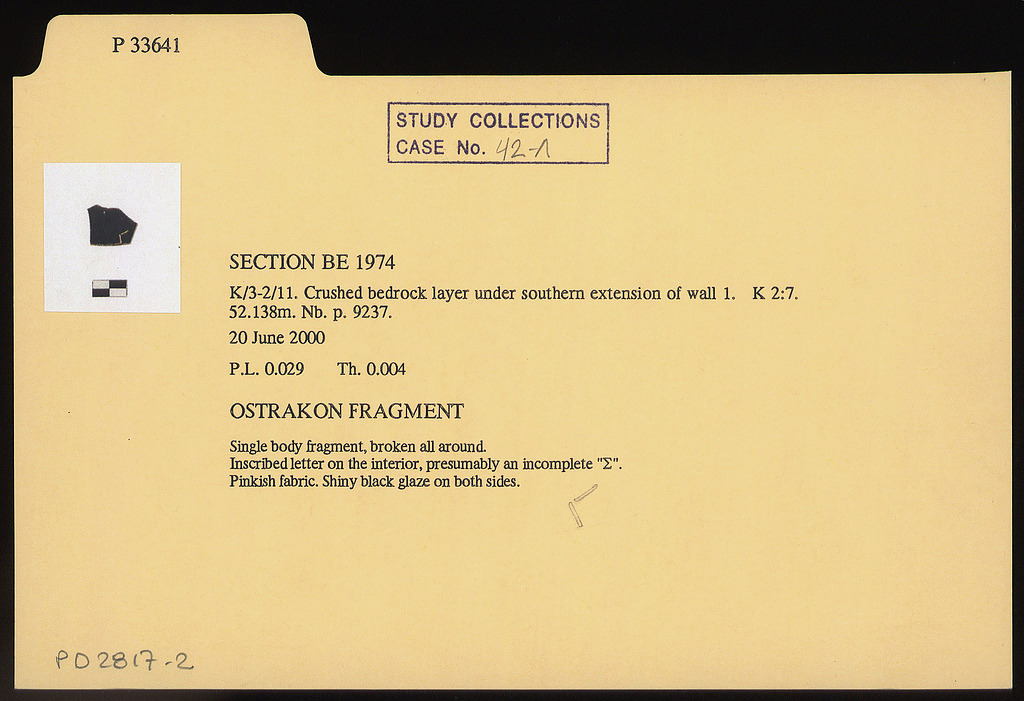 P 33641
STUDY COLLECTIONS
CASE No. 42-Λ
SECTION BE 1974
K/3-2/11. Crushed bedrock layer under southern extension of wall 1. K 2:7.
52.138m. Nb. p. 9237.
20 June 2000
P.L. 0.029 Th. 0.004
OSTRAKON FRAGMENT
Single body fragment, broken all around.
Inscribed letter on the interior, presumably an incomplete "Σ".
Pinkish fabric. Shiny black glaze on both sides.
PD2817-2